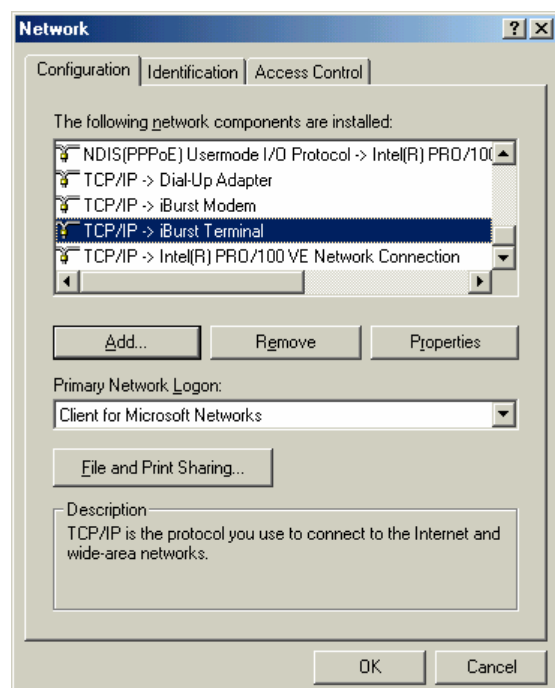 Network
Configuration Identification Access Control
The following network components are installed:
NDIS(PPPoE) Usermode I/O Protocol -> Intel(R) PRO/100
TCP/IP -> Dial-Up Adapter
TCP/IP -> iBurst Modem
TCP/IP -> iBurst Terminal
TCP/IP -> Intel(R) PRO/100 VE Network Connection
Add... Remove Properties
Primary Network Logon:
Client for Microsoft Networks
File and Print Sharing...
Description
TCP/IP is the protocol you use to connect to the Internet and
wide-area networks.
OK Cancel